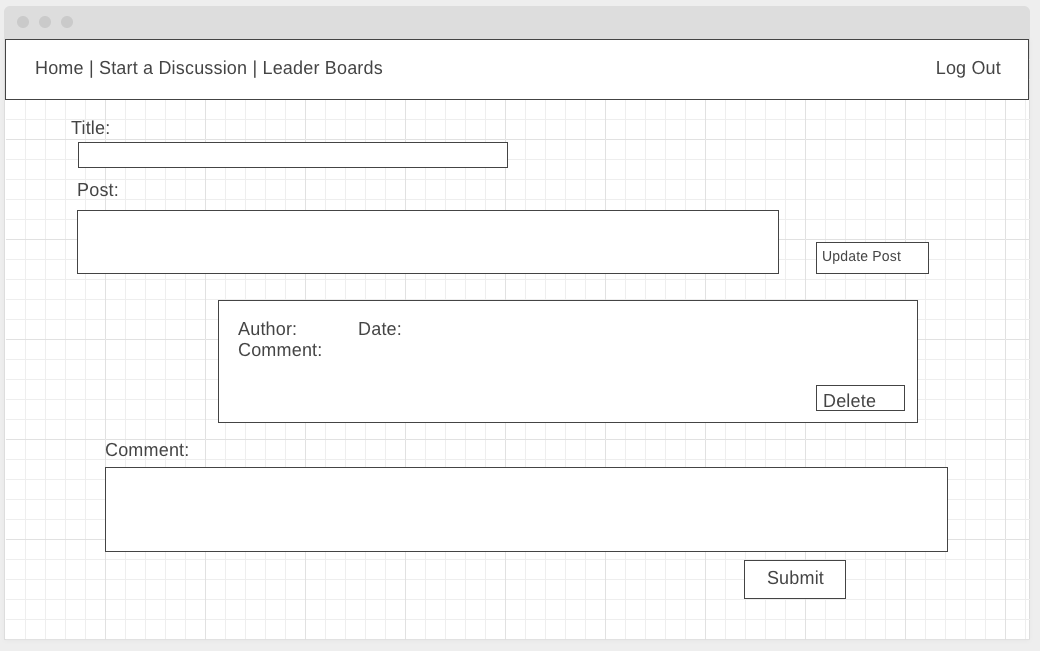 Home | Start a Discussion | Leader Boards
Log Out
Title:
Post:
Update Post
Author: Date:
Comment:
Delete
Comment:
Submit